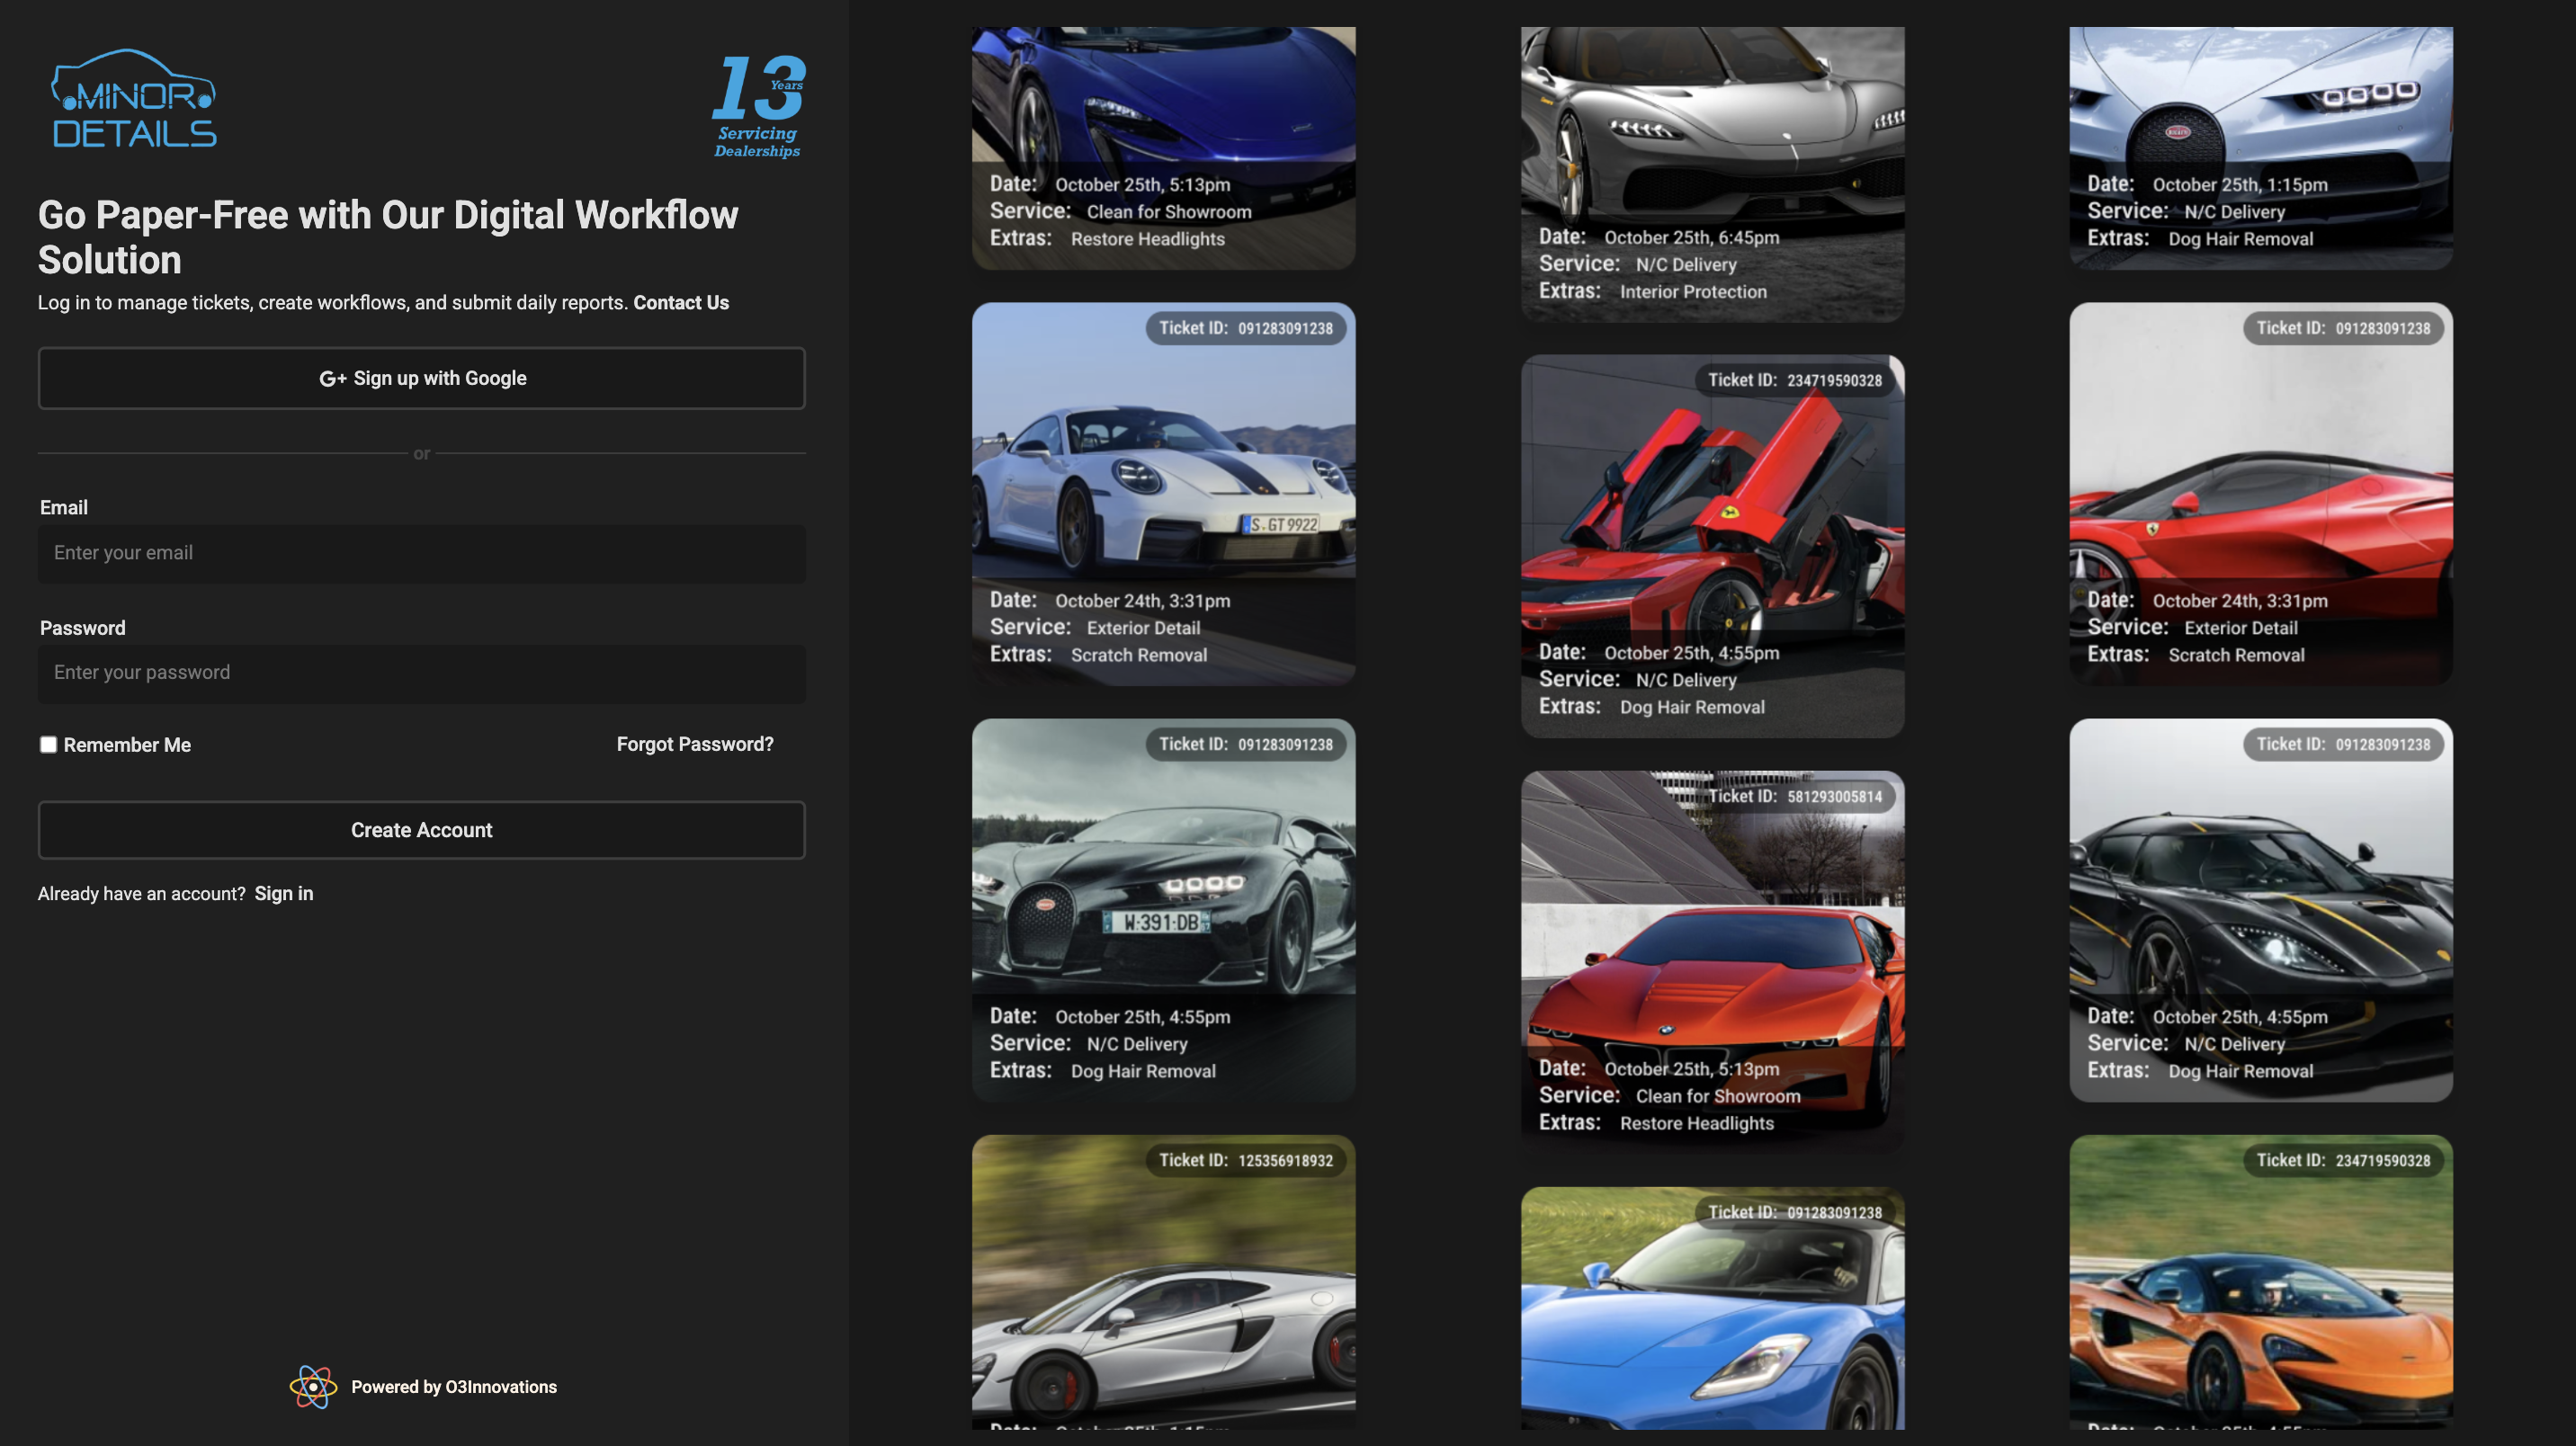 MINOR
DETAILS
13
Years
Servicing
Dealerships
Go Paper-Free with Our Digital Workflow
Solution
Log in to manage tickets, create workflows, and submit daily reports. Contact Us
G+ Sign up with Google
or
Email
Enter your email
Password
Enter your password
Remember Me
Forgot Password?
Create Account
Already have an account? Sign in
Powered by O3Innovations
Date: October 25th, 5:13pm
Service: Clean for Showroom
Extras: Restore Headlights
Ticket ID: 091283091238
S·GT 9922
Date: October 24th, 3:31pm
Service: Exterior Detail
Extras: Scratch Removal
Ticket ID: 091283091238
W·391·DB
Date: October 25th, 4:55pm
Service: N/C Delivery
Extras: Dog Hair Removal
Ticket ID: 125356918932
Date: October 25th, 6:45pm
Service: N/C Delivery
Extras: Interior Protection
Ticket ID: 234719590328
Date: October 25th, 4:55pm
Service: N/C Delivery
Extras: Dog Hair Removal
Ticket ID: 581293005814
Date: October 25th, 5:13pm
Service: Clean for Showroom
Extras: Restore Headlights
Ticket ID: 091283091238
Date: October 25th, 1:15pm
Service: N/C Delivery
Extras: Dog Hair Removal
Ticket ID: 091283091238
Date: October 24th, 3:31pm
Service: Exterior Detail
Extras: Scratch Removal
Ticket ID: 091283091238
Date: October 25th, 4:55pm
Service: N/C Delivery
Extras: Dog Hair Removal
Ticket ID: 234719590328